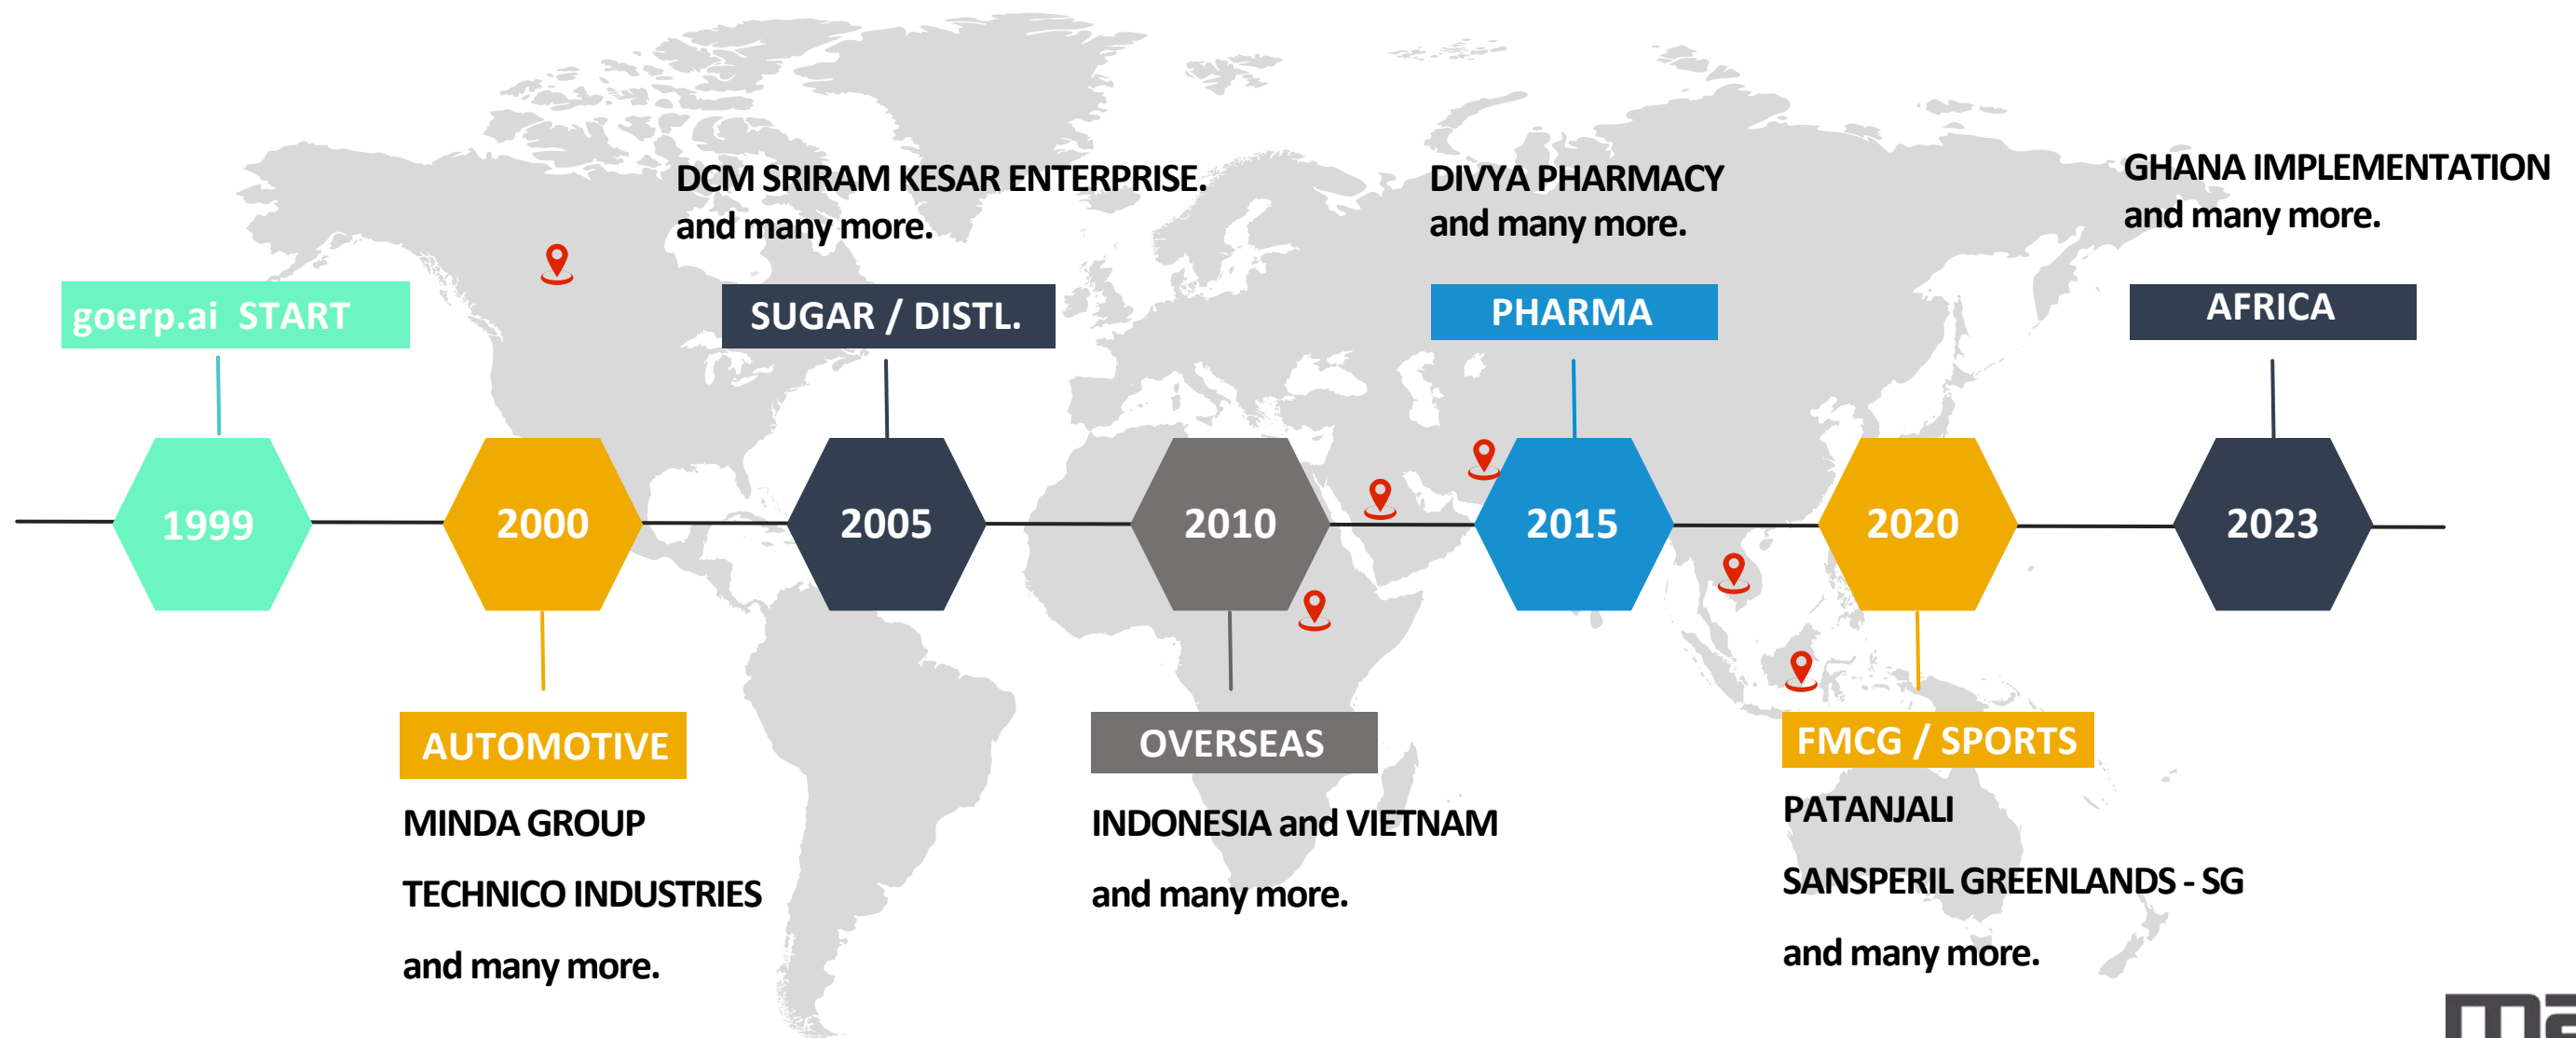 DCM SRIRAM KESAR ENTERPRISE.
and many more.
DIVYA PHARMACY
and many more.
GHANA IMPLEMENTATION
and many more.
goerp.ai START
SUGAR / DISTL.
PHARMA
AFRICA
1999
2000
2005
2010
2015
2020
2023
AUTOMOTIVE
MINDA GROUP
TECHNICO INDUSTRIES
and many more.
OVERSEAS
INDONESIA and VIETNAM
and many more.
FMCG / SPORTS
PATANJALI
SANSPERIL GREENLANDS - SG
and many more.